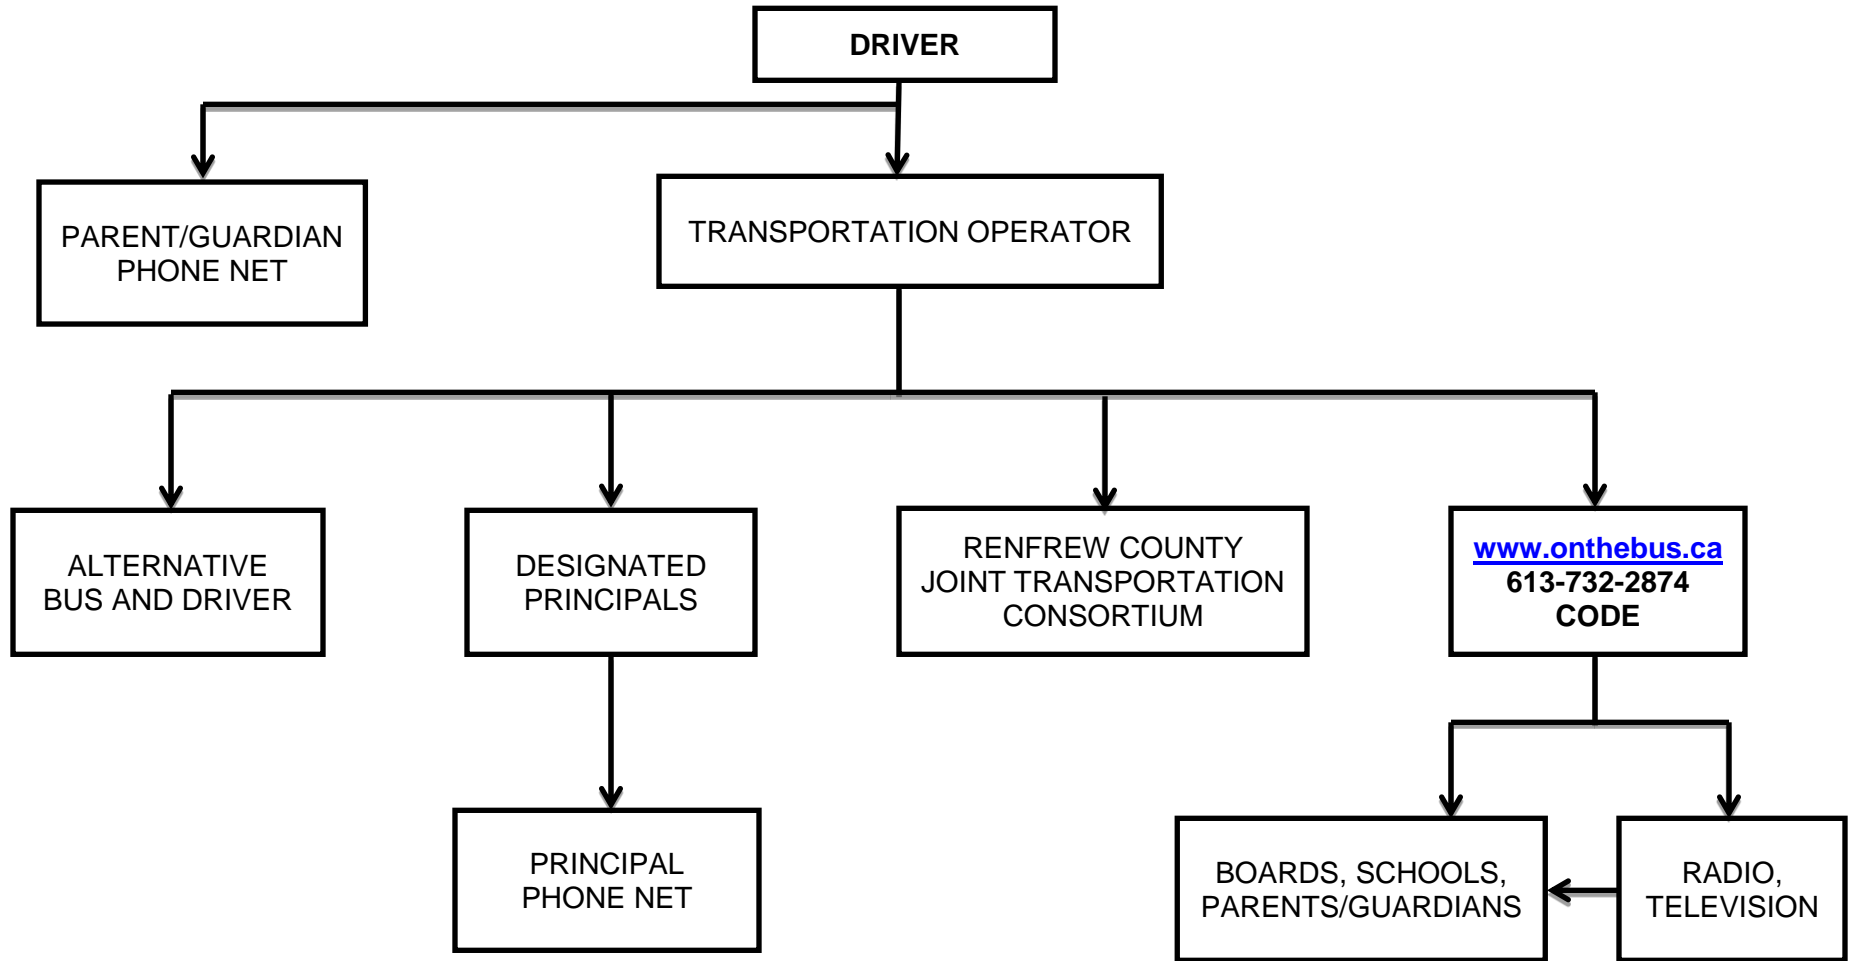 DRIVER
PARENT/GUARDIAN
PHONE NET
TRANSPORTATION OPERATOR
ALTERNATIVE
BUS AND DRIVER
DESIGNATED
PRINCIPALS
RENFREW COUNTY
JOINT TRANSPORTATION
CONSORTIUM
www.onthebus.ca
613-732-2874
CODE
PRINCIPAL
PHONE NET
BOARDS, SCHOOLS,
PARENTS/GUARDIANS
RADIO,
TELEVISION